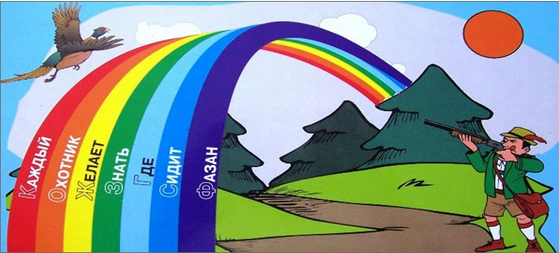 Каждый
Охотник
Желает
Знать
Где
Сидит
Фазан